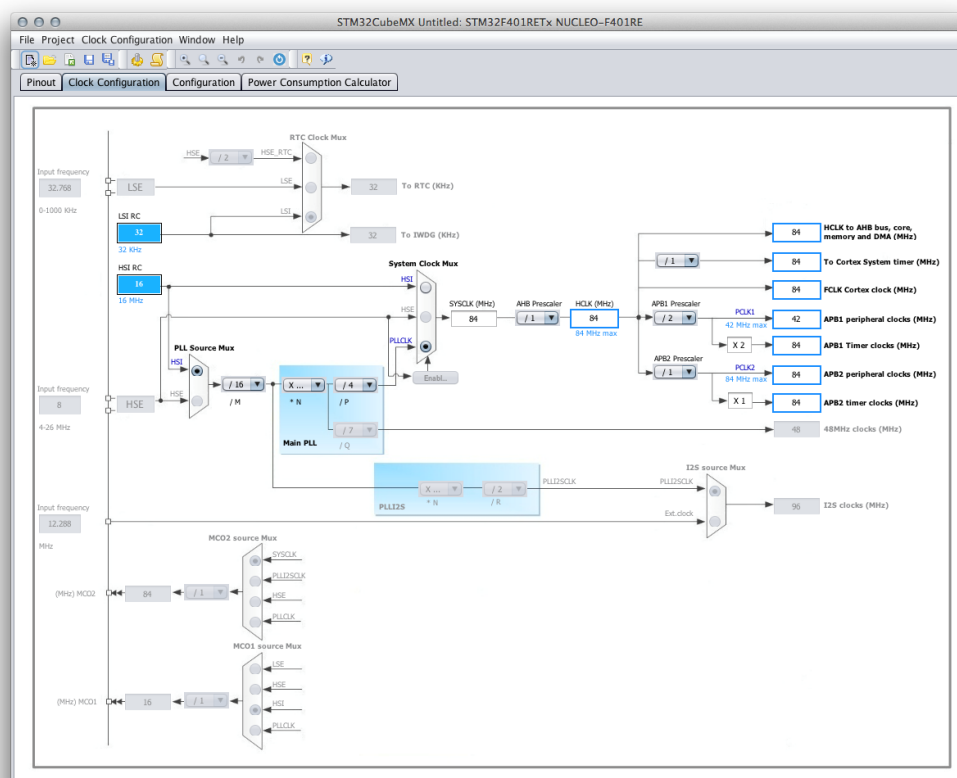 STM32CubeMX Untitled: STM32F401RETx NUCLEO-F401RE
File Project Clock Configuration Window Help
Pinout Clock Configuration Configuration Power Consumption Calculator
RTC Clock Mux
HSE / 2 HSE_RTC
Input frequency
32.768
0-1000 KHz
LSE
LSE
32 To RTC (KHz)
LSI RC
LSI
32
32 KHz
32 To IWDG (KHz)
HSI RC
16
16 MHz
System Clock Mux
HSI
HSE
PLLCLK
Enabl...
SYSCLK (MHz)
84
AHB Prescaler
/ 1
HCLK (MHz)
84
84 MHz max
84 HCLK to AHB bus, core,
memory and DMA (MHz)
/ 1 84 To Cortex System timer (MHz)
84 FCLK Cortex clock (MHz)
APB1 Prescaler
/ 2
PCLK1
42 MHz max
42 APB1 peripheral clocks (MHz)
X 2 84 APB1 Timer clocks (MHz)
APB2 Prescaler
/ 1
PCLK2
84 MHz max
84 APB2 peripheral clocks (MHz)
X 1 84 APB2 timer clocks (MHz)
48 48MHz clocks (MHz)
PLL Source Mux
HSI
HSE
Input frequency
8
4-26 MHz
HSE
/ 16
/ M
X ...
* N
/ 4
/ P
/ 7
/ Q
Main PLL
X ...
* N
/ 2
/ R
PLLI2S
PLLI2SCLK
I2S source Mux
PLLI2SCLK
Ext.clock
96 I2S clocks (MHz)
Input frequency
12.288
MHz
MCO2 source Mux
SYSCLK
PLLI2SCLK
HSE
PLLCLK
(MHz) MCO2 84 / 1
MCO1 source Mux
LSE
HSE
HSI
PLLCLK
(MHz) MCO1 16 / 1